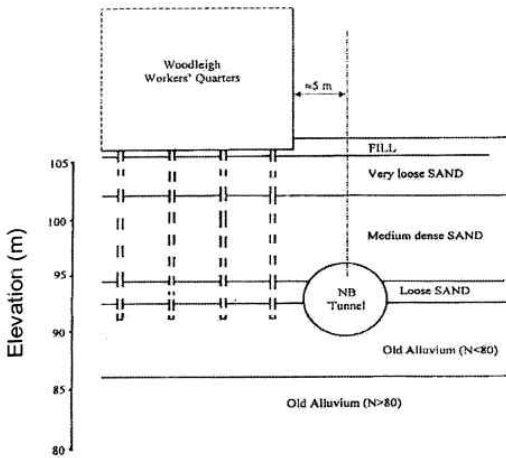 Woodleigh
Workers' Quarters
≈5 m
FILL
Very loose SAND
Medium dense SAND
Loose SAND
NB
Tunnel
Old Alluvium (N<80)
Old Alluvium (N>80)
Elevation (m)
105
100
95
90
85
80